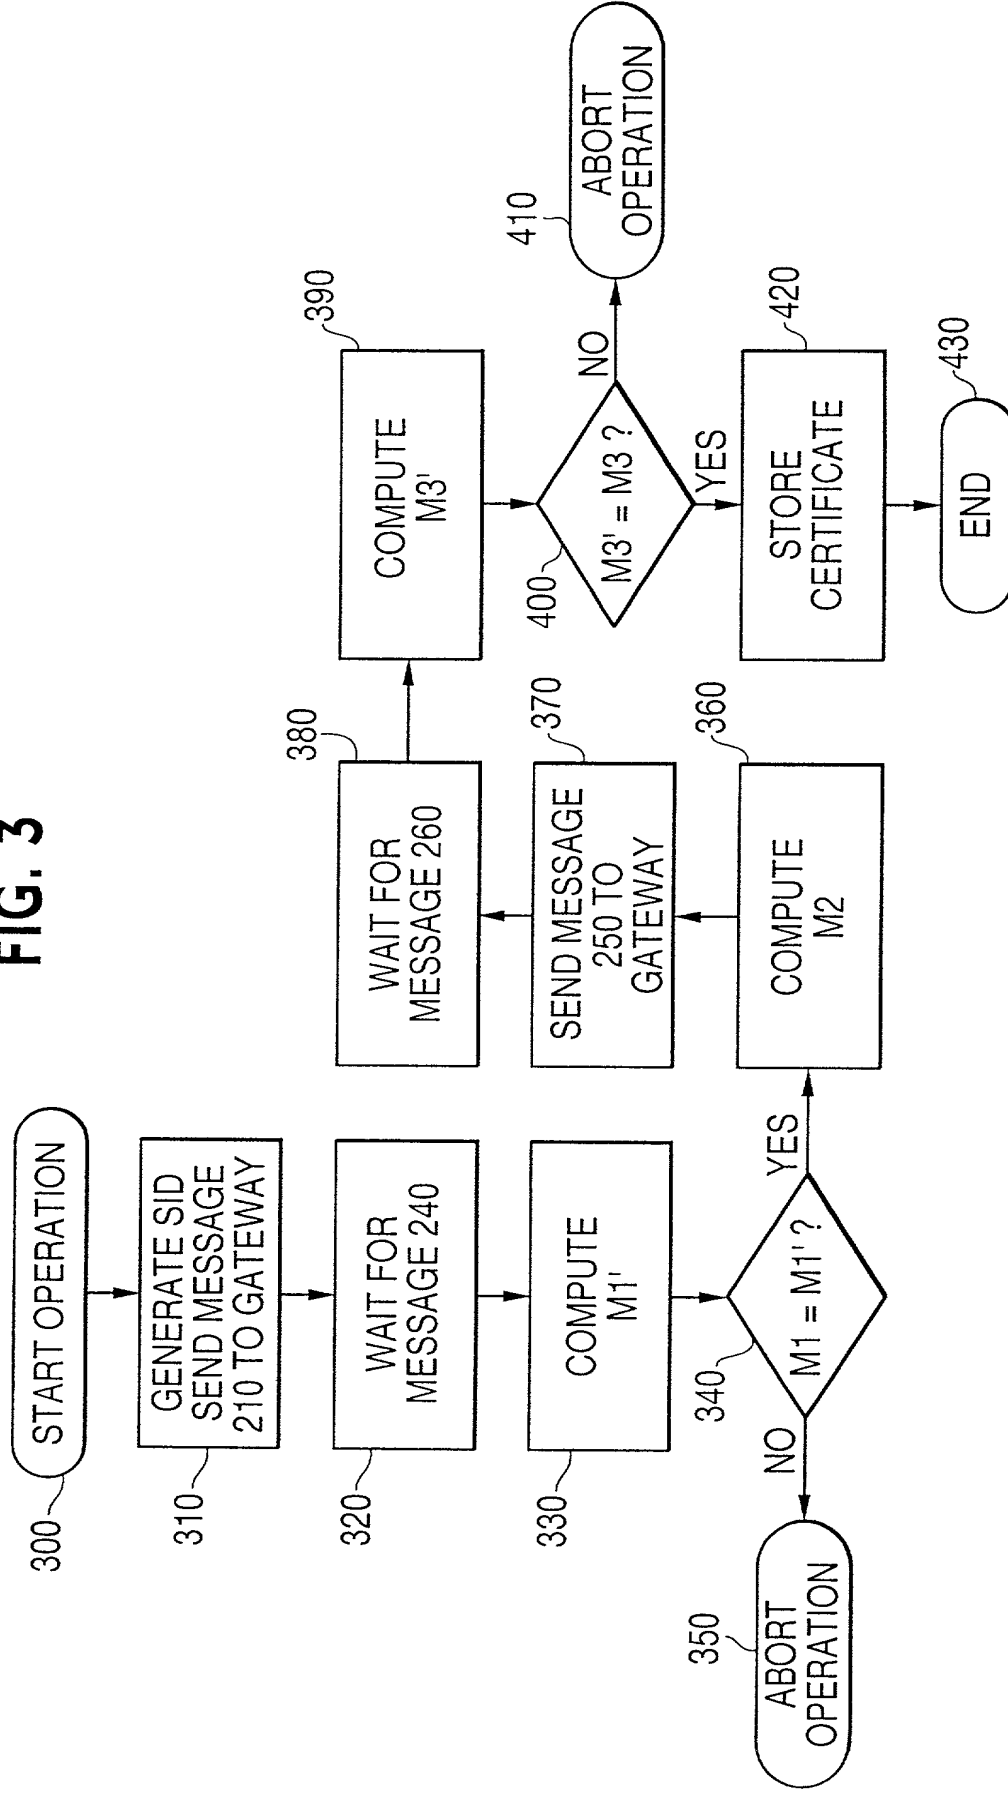 FIG. 3
300
START OPERATION
310
GENERATE SID
SEND MESSAGE
210 TO GATEWAY
320
WAIT FOR
MESSAGE 240
330
COMPUTE
M1'
340
M1 = M1' ?
NO
YES
350
ABORT
OPERATION
360
COMPUTE
M2
370
SEND MESSAGE
250 TO
GATEWAY
380
WAIT FOR
MESSAGE 260
390
COMPUTE
M3'
400
M3' = M3 ?
NO
YES
410
ABORT
OPERATION
420
STORE
CERTIFICATE
430
END